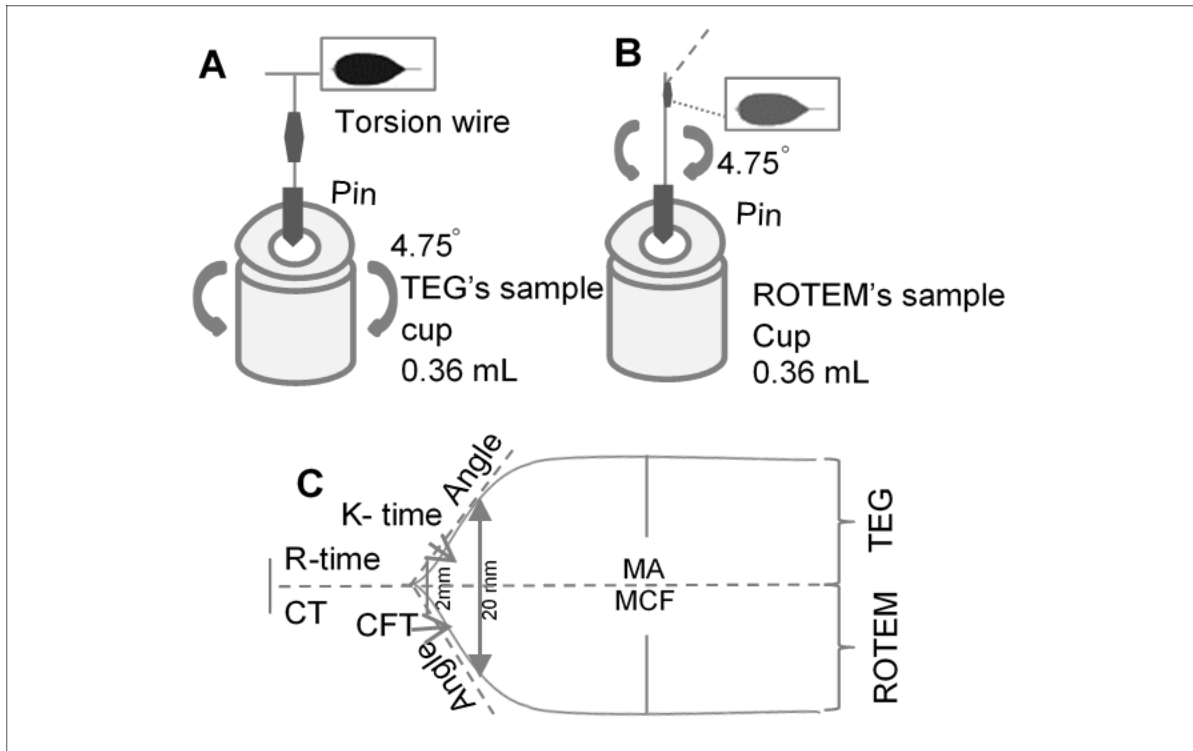 A
Torsion wire
Pin
4.75°
TEG's sample
cup
0.36 mL
B
4.75°
Pin
ROTEM's sample
Cup
0.36 mL
C
Angle
K- time
R-time
CT
CFT
Angle
2mm
20 mm
MA
MCF
TEG
ROTEM